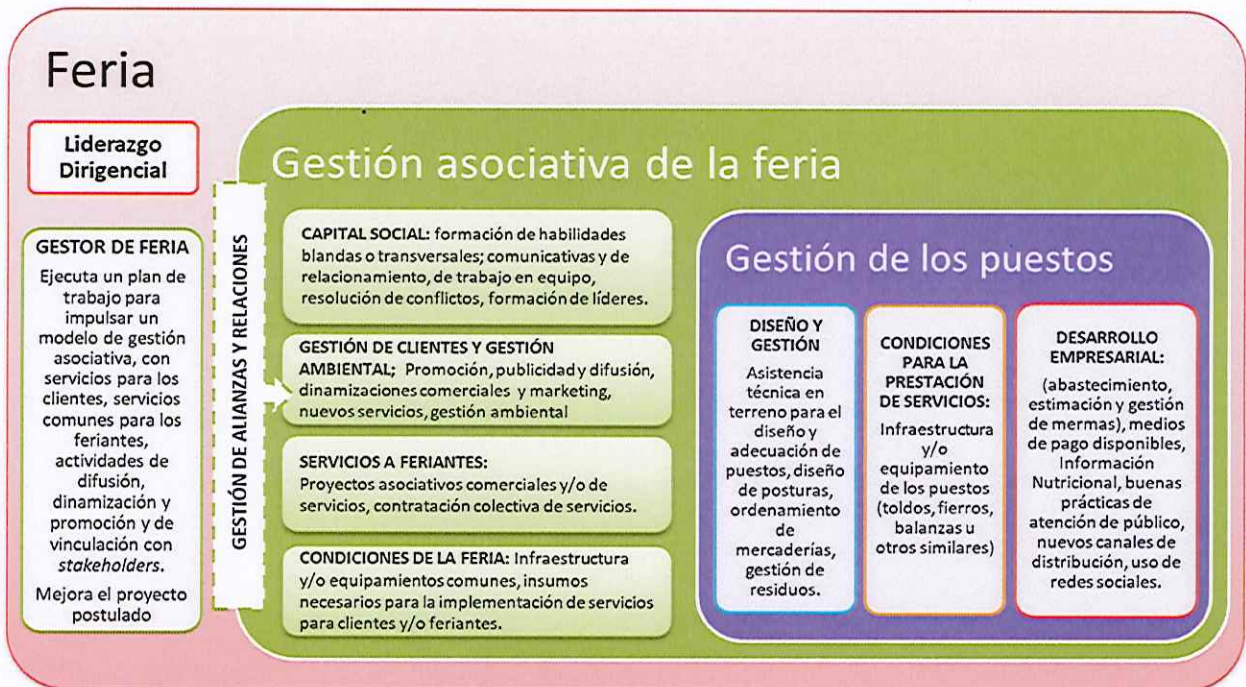 Feria
Liderazgo
Dirigencial
GESTOR DE FERIA
Ejecuta un plan de
trabajo para
impulsar un
modelo de gestión
asociativa, con
servicios para los
clientes, servicios
comunes para los
feriantes,
actividades de
difusión,
dinamización y
promoción y de
vinculación con
stakeholders.
Mejora el proyecto
postulado
GESTIÓN DE ALIANZAS Y RELACIONES
Gestión asociativa de la feria
CAPITAL SOCIAL: formación de habilidades
blandas o transversales; comunicativas y de
relacionamiento, de trabajo en equipo,
resolución de conflictos, formación de líderes.
GESTIÓN DE CLIENTES Y GESTIÓN
AMBIENTAL; Promoción, publicidad y difusión,
dinamizaciones comerciales y marketing,
nuevos servicios, gestión ambiental
SERVICIOS A FERIANTES:
Proyectos asociativos comerciales y/o de
servicios, contratación colectiva de servicios.
CONDICIONES DE LA FERIA: Infraestructura
y/o equipamientos comunes, insumos
necesarios para la implementación de servicios
para clientes y/o feriantes.
Gestión de los puestos
DISEÑO Y
GESTIÓN
Asistencia
técnica en
terreno para el
diseño y
adecuación de
puestos, diseño
de posturas,
ordenamiento
de
mercaderías,
gestión de
residuos.
CONDICIONES
PARA LA
PRESTACIÓN
DE SERVICIOS:
Infraestructura
y/o
equipamiento
de los puestos
(toldos, fierros,
balanzas u
otros similares)
DESARROLLO
EMPRESARIAL:
(abastecimiento,
estimación y gestión
de mermas), medios
de pago disponibles,
Información
Nutricional, buenas
prácticas de
atención de público,
nuevos canales de
distribución, uso de
redes sociales.